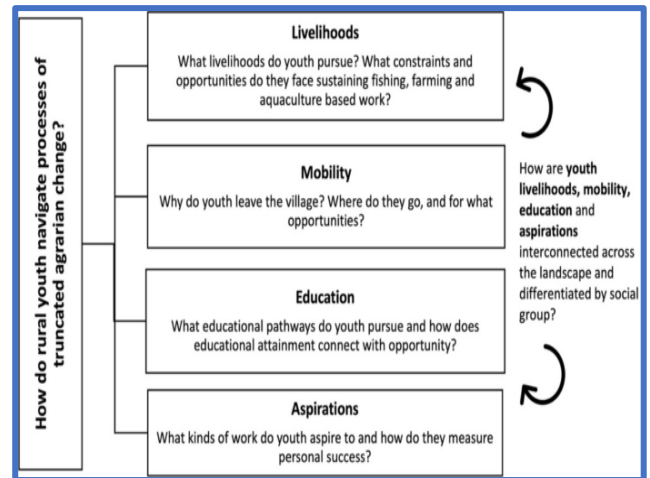 How do rural youth navigate processes of
truncated agrarian change?
Livelihoods
What livelihoods do youth pursue? What constraints and
opportunities do they face sustaining fishing, farming and
aquaculture based work?
Mobility
Why do youth leave the village? Where do they go, and for what
opportunities?
Education
What educational pathways do youth pursue and how does
educational attainment connect with opportunity?
Aspirations
What kinds of work do youth aspire to and how do they measure
personal success?
How are youth
livelihoods, mobility,
education and
aspirations
interconnected across
the landscape and
differentiated by social
group?